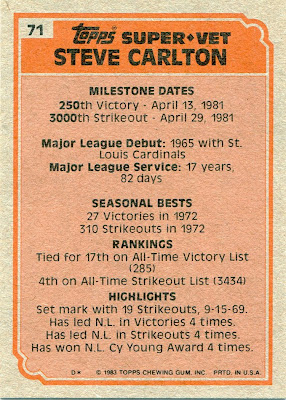 71
Topps SUPER•VET
STEVE CARLTON
MILESTONE DATES
250th Victory - April 13, 1981
3000th Strikeout - April 29, 1981
Major League Debut: 1965 with St.
Louis Cardinals
Major League Service: 17 years,
82 days
SEASONAL BESTS
27 Victories in 1972
310 Strikeouts in 1972
RANKINGS
Tied for 17th on All-Time Victory List
(285)
4th on All-Time Strikeout List (3434)
HIGHLIGHTS
Set mark with 19 Strikeouts, 9-15-69.
Has led N.L. in Victories 4 times.
Has led N.L. in Strikeouts 4 times.
Has won N.L. Cy Young Award 4 times.
D* © 1983 TOPPS CHEWING GUM, INC. PRTD. IN U.S.A.